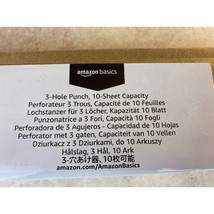 amazon basics
3-Hole Punch, 10-Sheet Capacity
Perforateur 3 Trous, Capacité de 10 Feuilles
Lochstanzer für 3 Löcher, Kapazität 10 Blatt
Punzonatrice a 3 Fori, Capacità 10 Fogli
Perforadora de 3 Agujeros - Capacidad de 10 Hojas
Perforator met 3 gaten, Capaciteit van 10 Vellen
Dziurkacz z 3 Dziurkami, do 10 Arkuszy
Hålslag, 3 Hål, 10 Ark
3-穴あけ器、10枚可能
www.amazon.com/AmazonBasics